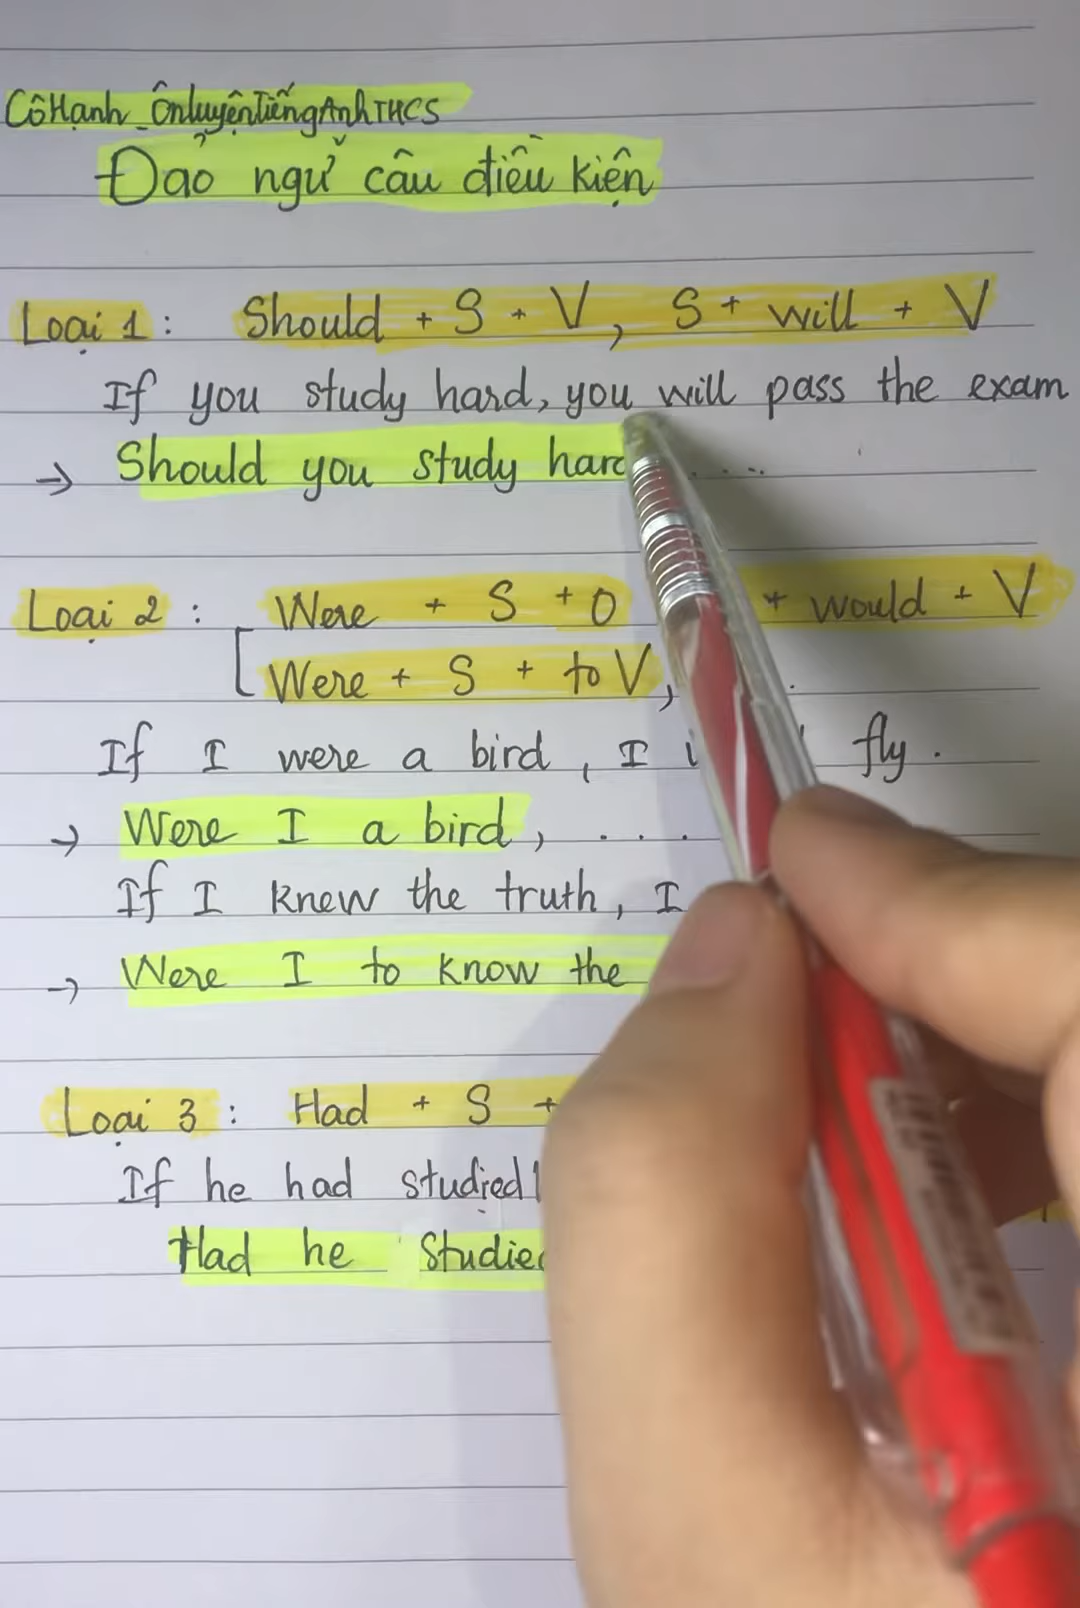 CôHạnh_ÔnluyệnTiếngAnhTHCS
Đảo ngữ câu điều kiện
Loại 1 : Should + S + V, S + will + V
If you study hard, you will pass the exam
→ Should you study hard ....
Loại 2 : Were + S + O + would + V
[ Were + S + to V,
If I were a bird, I fly.
→ Were I a bird, ....
If I knew the truth, I
→ Were I to know the
Loại 3 : Had + S +
If he had studied
Had he studied